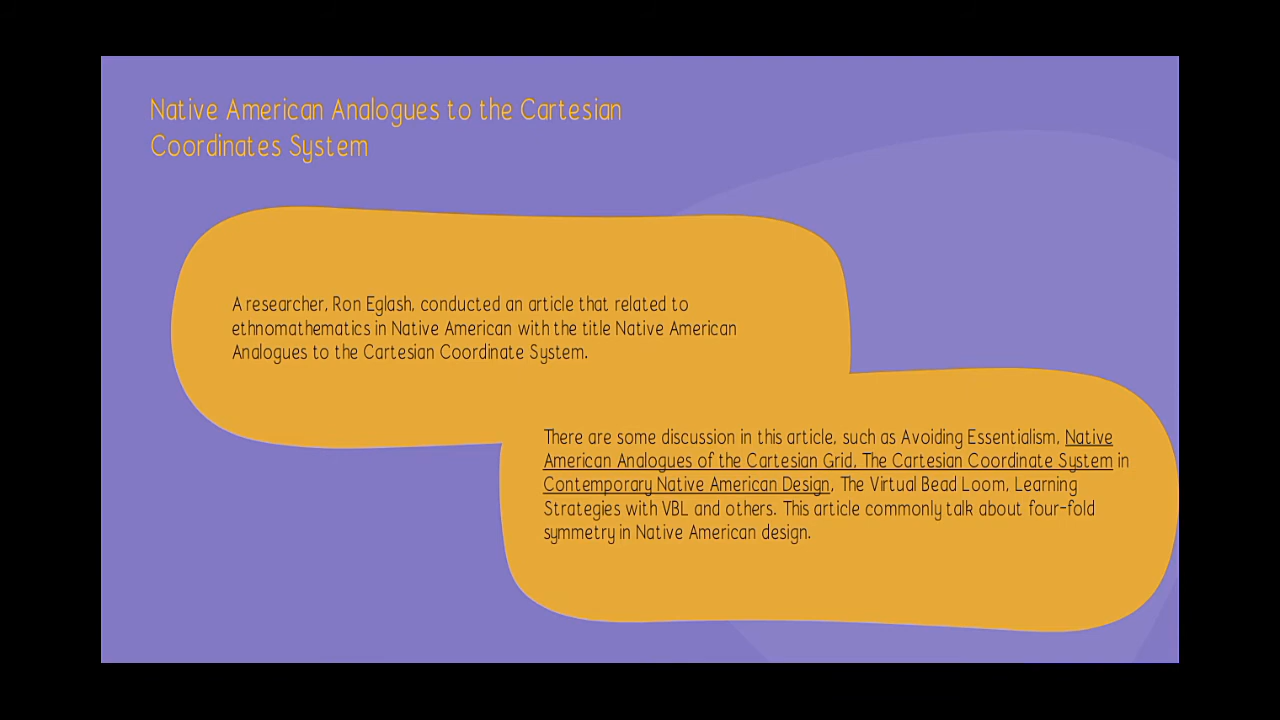 Native American Analogues to the Cartesian
Coordinates System
A researcher, Ron Eglash, conducted an article that related to
ethnomathematics in Native American with the title Native American
Analogues to the Cartesian Coordinate System.
There are some discussion in this article, such as Avoiding Essentialism, Native
American Analogues of the Cartesian Grid, The Cartesian Coordinate System in
Contemporary Native American Design, The Virtual Bead Loom, Learning
Strategies with VBL and others. This article commonly talk about four-fold
symmetry in Native American design.